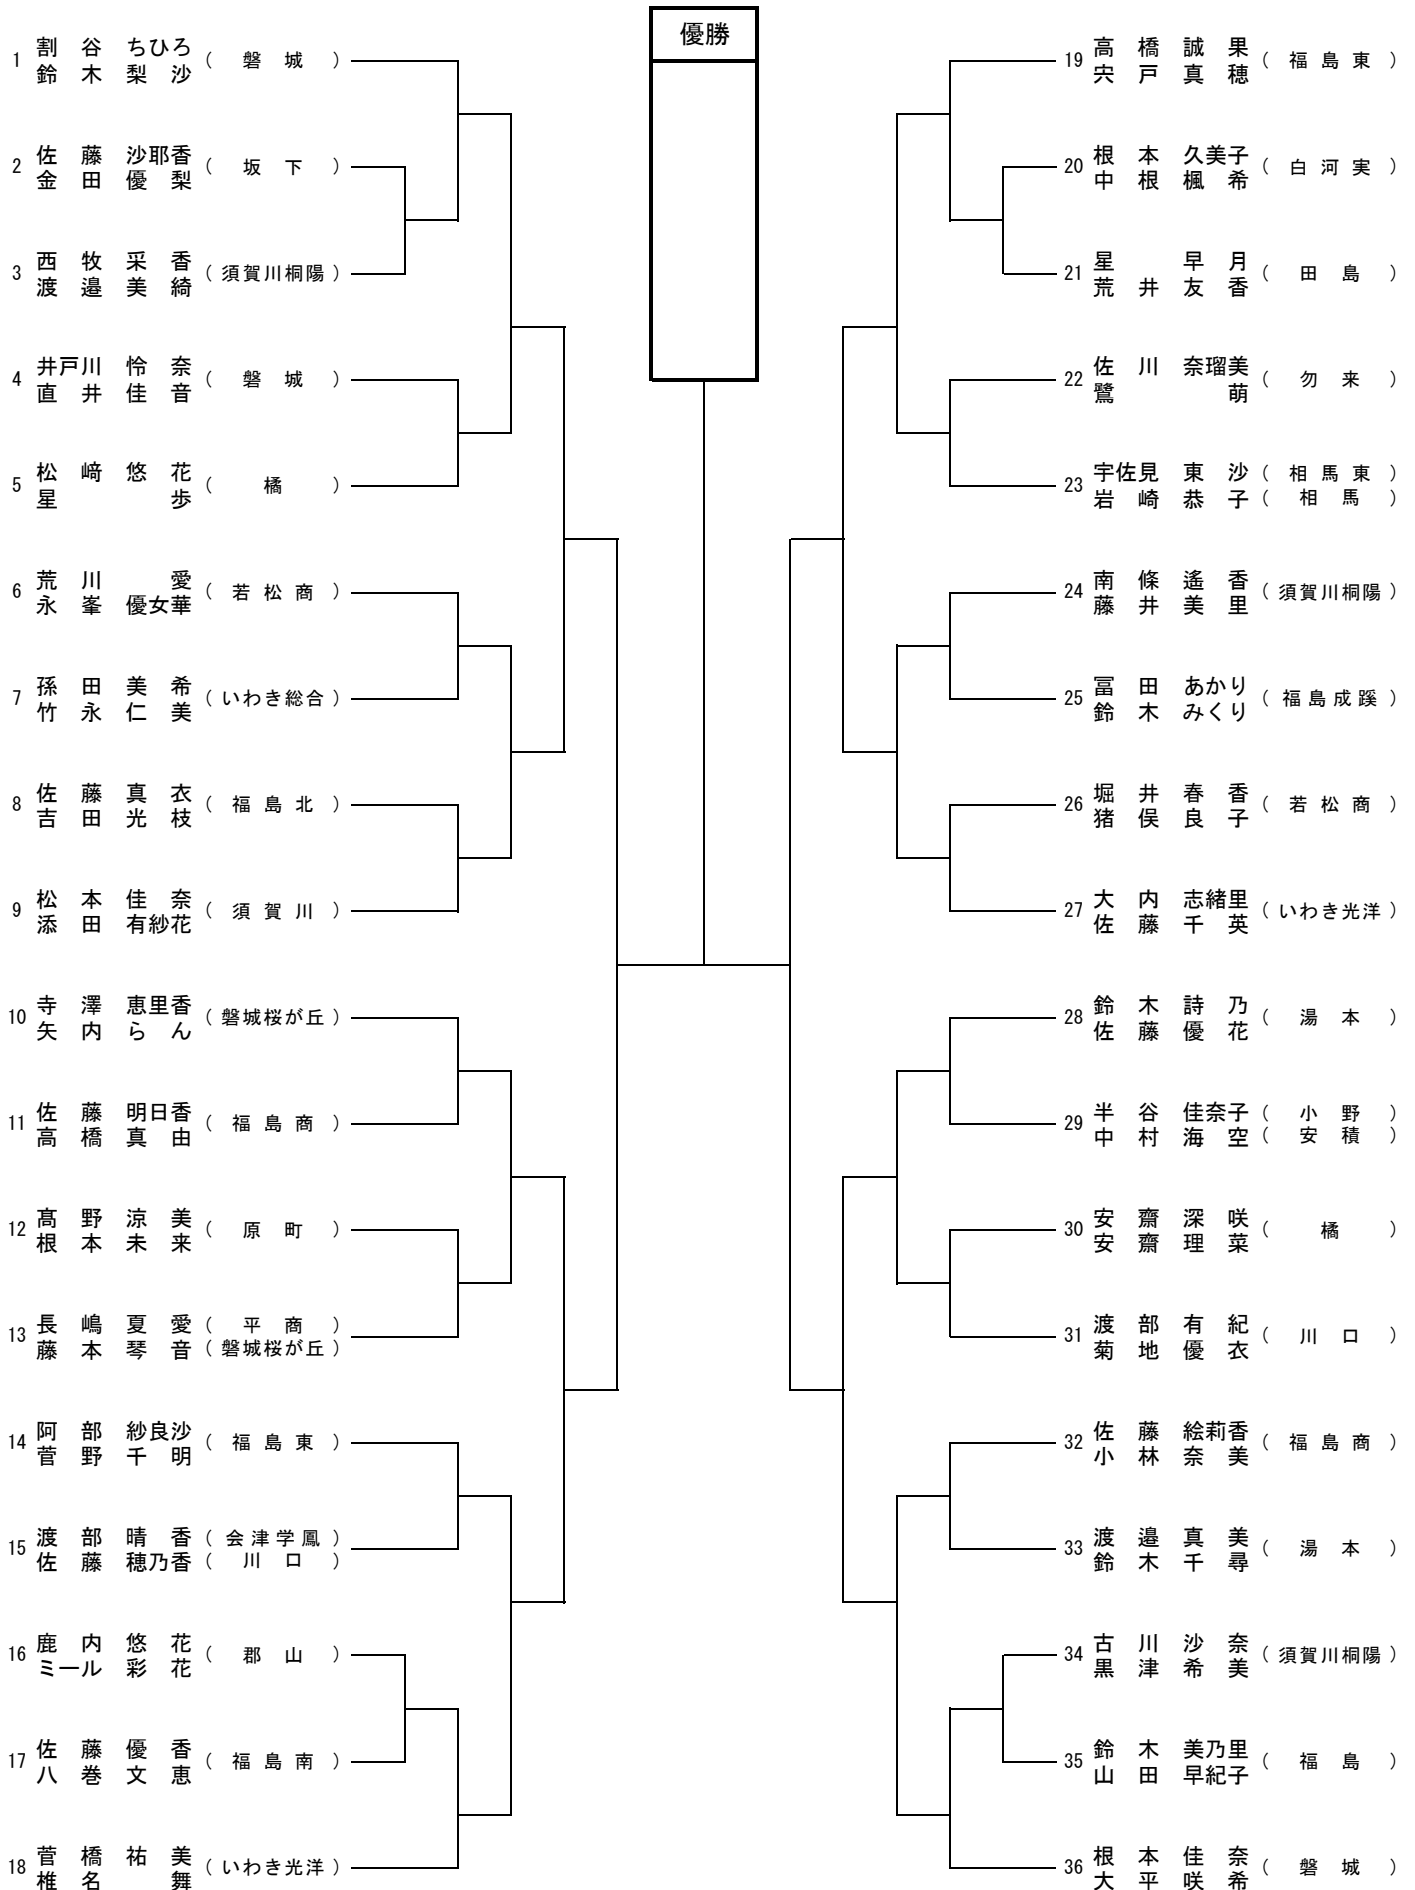 優勝
1 割谷 ちひろ ( 磐城 )
鈴木 梨沙
2 佐藤 沙耶香 ( 坂下 )
金田 優梨
3 西牧 采香 ( 須賀川桐陽 )
渡邉 美綺
4 井戸川 怜奈 ( 磐城 )
直井 佳音
5 松﨑 悠花 ( 橘 )
星 歩
6 荒川 愛 ( 若松商 )
永峯 優女華
7 孫田 美希 ( いわき総合 )
竹永 仁美
8 佐藤 真衣 ( 福島北 )
吉田 光枝
9 松本 佳奈 ( 須賀川 )
添田 有紗花
10 寺澤 恵里香 ( 磐城桜が丘 )
矢内 らん
11 佐藤 明日香 ( 福島商 )
高橋 真由
12 髙野 涼美 ( 原町 )
根本 未来
13 長嶋 夏愛 ( 平商 )
藤本 琴音 ( 磐城桜が丘 )
14 阿部 紗良沙 ( 福島東 )
菅野 千明
15 渡部 晴香 ( 会津学鳳 )
佐藤 穂乃香 ( 川口 )
16 鹿内 悠花 ( 郡山 )
ミール 彩花
17 佐藤 優香 ( 福島南 )
八巻 文恵
18 菅橋 祐美 ( いわき光洋 )
椎名 舞
19 高橋 誠果 ( 福島東 )
宍戸 真穂
20 根本 久美子 ( 白河実 )
中根 楓希
21 星 早月 ( 田島 )
荒井 友香
22 佐川 奈瑠美 ( 勿来 )
鷺 萌
23 宇佐見 東沙 ( 相馬東 )
岩崎 恭子 ( 相馬 )
24 南條 遙香 ( 須賀川桐陽 )
藤井 美里
25 冨田 あかり ( 福島成蹊 )
鈴木 みくり
26 堀井 春香 ( 若松商 )
猪俣 良子
27 大内 志緒里 ( いわき光洋 )
佐藤 千英
28 鈴木 詩乃 ( 湯本 )
佐藤 優花
29 半谷 佳奈子 ( 小野 )
中村 海空 ( 安積 )
30 安齋 深咲 ( 橘 )
安齋 理菜
31 渡部 有紀 ( 川口 )
菊地 優衣
32 佐藤 絵莉香 ( 福島商 )
小林 奈美
33 渡邉 真美 ( 湯本 )
鈴木 千尋
34 古川 沙奈 ( 須賀川桐陽 )
黒津 希美
35 鈴木 美乃里 ( 福島 )
山田 早紀子
36 根本 佳奈 ( 磐城 )
大平 咲希